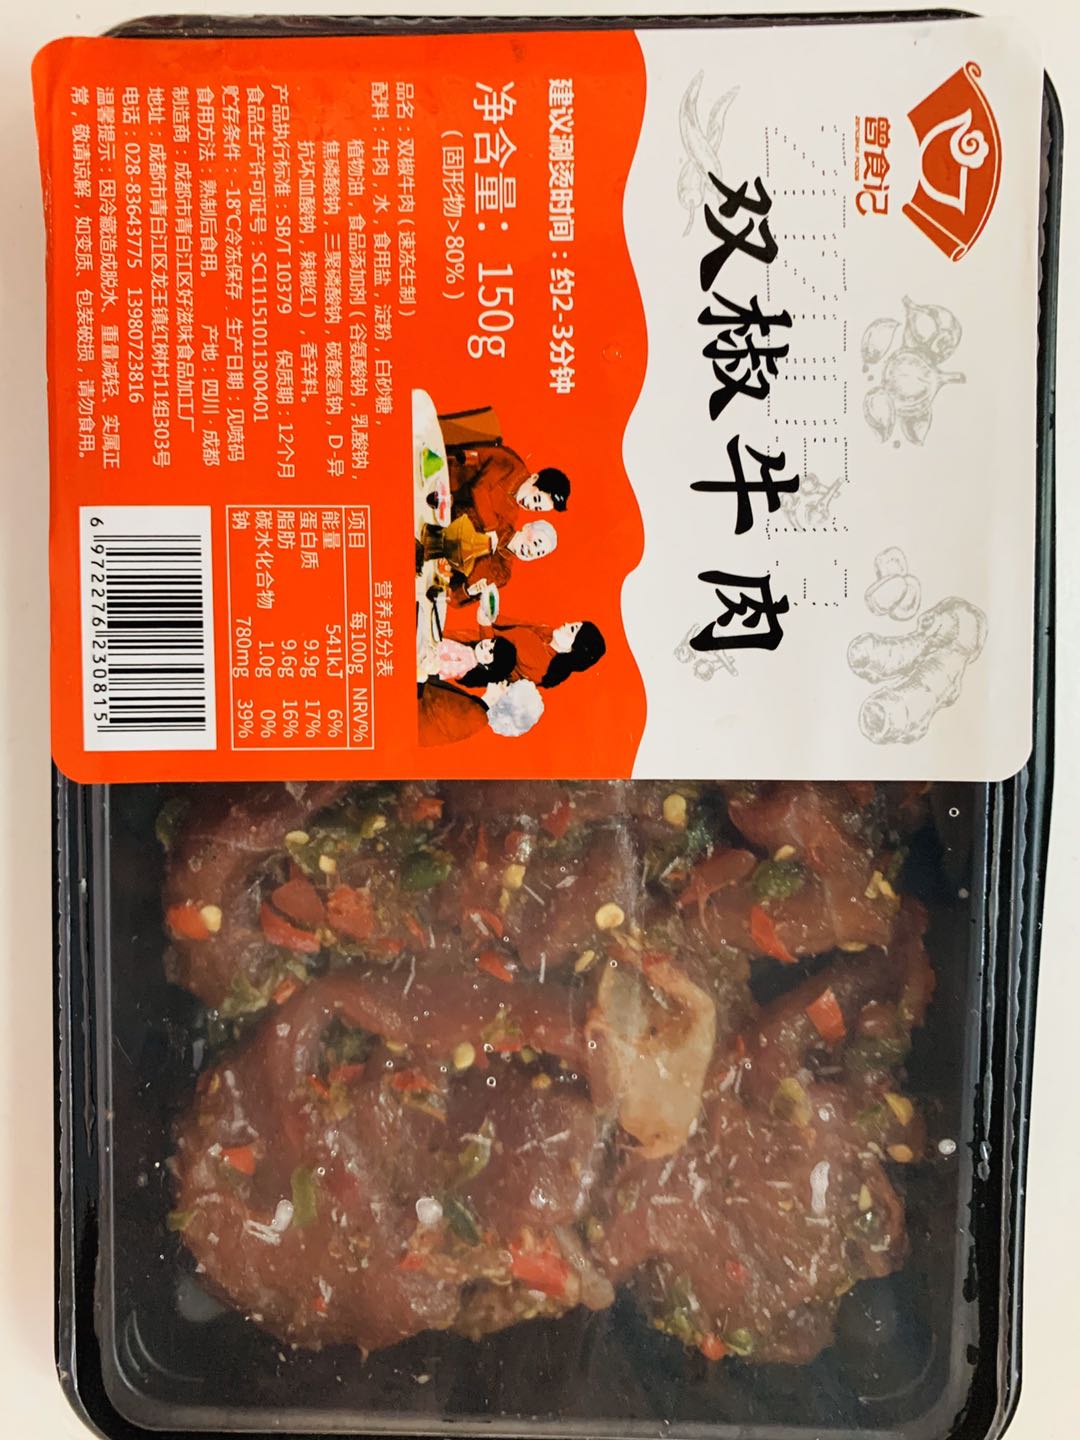 曾食记
ZENGSHIJI FOODS
双椒牛肉
建议涮烫时间：约2-3分钟
净含量：150g
(固形物>80%)
品名：双椒牛肉(速冻生制)
配料：牛肉,水,食用盐,淀粉,白砂糖,
植物油,食品添加剂(谷氨酸钠,乳酸钠,
焦磷酸钠,三聚磷酸钠,碳酸氢钠,D-异
抗坏血酸钠,辣椒红),香辛料。
产品执行标准：SB/T 10379 保质期：12个月
食品生产许可证号：SC11151011300401
贮存条件：-18℃冷冻保存 生产日期：见喷码
食用方法：熟制后食用。 产地：四川·成都
制造商：成都市青白江区好滋味食品加工厂
地址：成都市青白江区龙王镇红树村11组303号
电话：028-83643775 13980723816
温馨提示：因冷藏造成脱水、重量减轻、实属正
常,敬请谅解,如变质、包装破损,请勿食用。
营养成分表
项目 每100g NRV%
能量 541kJ 6%
蛋白质 9.9g 17%
脂肪 9.6g 16%
碳水化合物 1.0g 0%
钠 780mg 39%
6 972276 230815